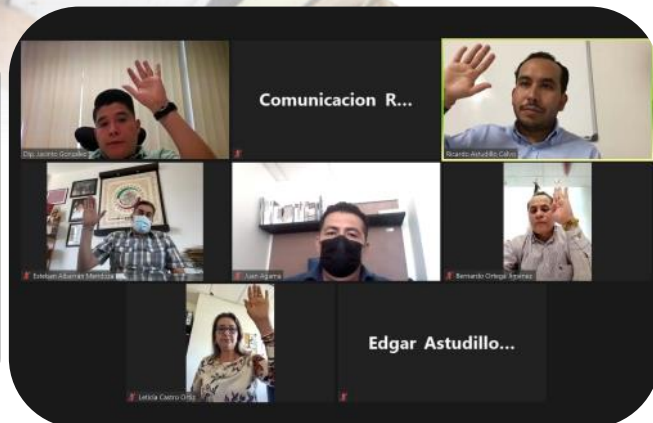 Comunicacion R...
Dip. Jacinto González
Ricardo Astudillo Calvo
Esteban Albarrán Mendoza
Juan Agama
Bernardo Ortega Jiménez
Leticia Castro Ortiz
Edgar Astudillo...